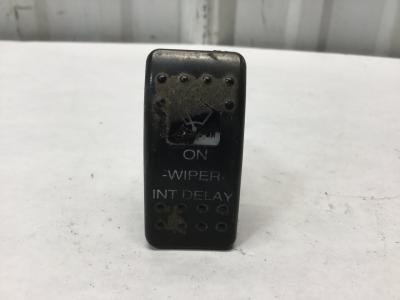 ON
-WIPER-
INT DELAY